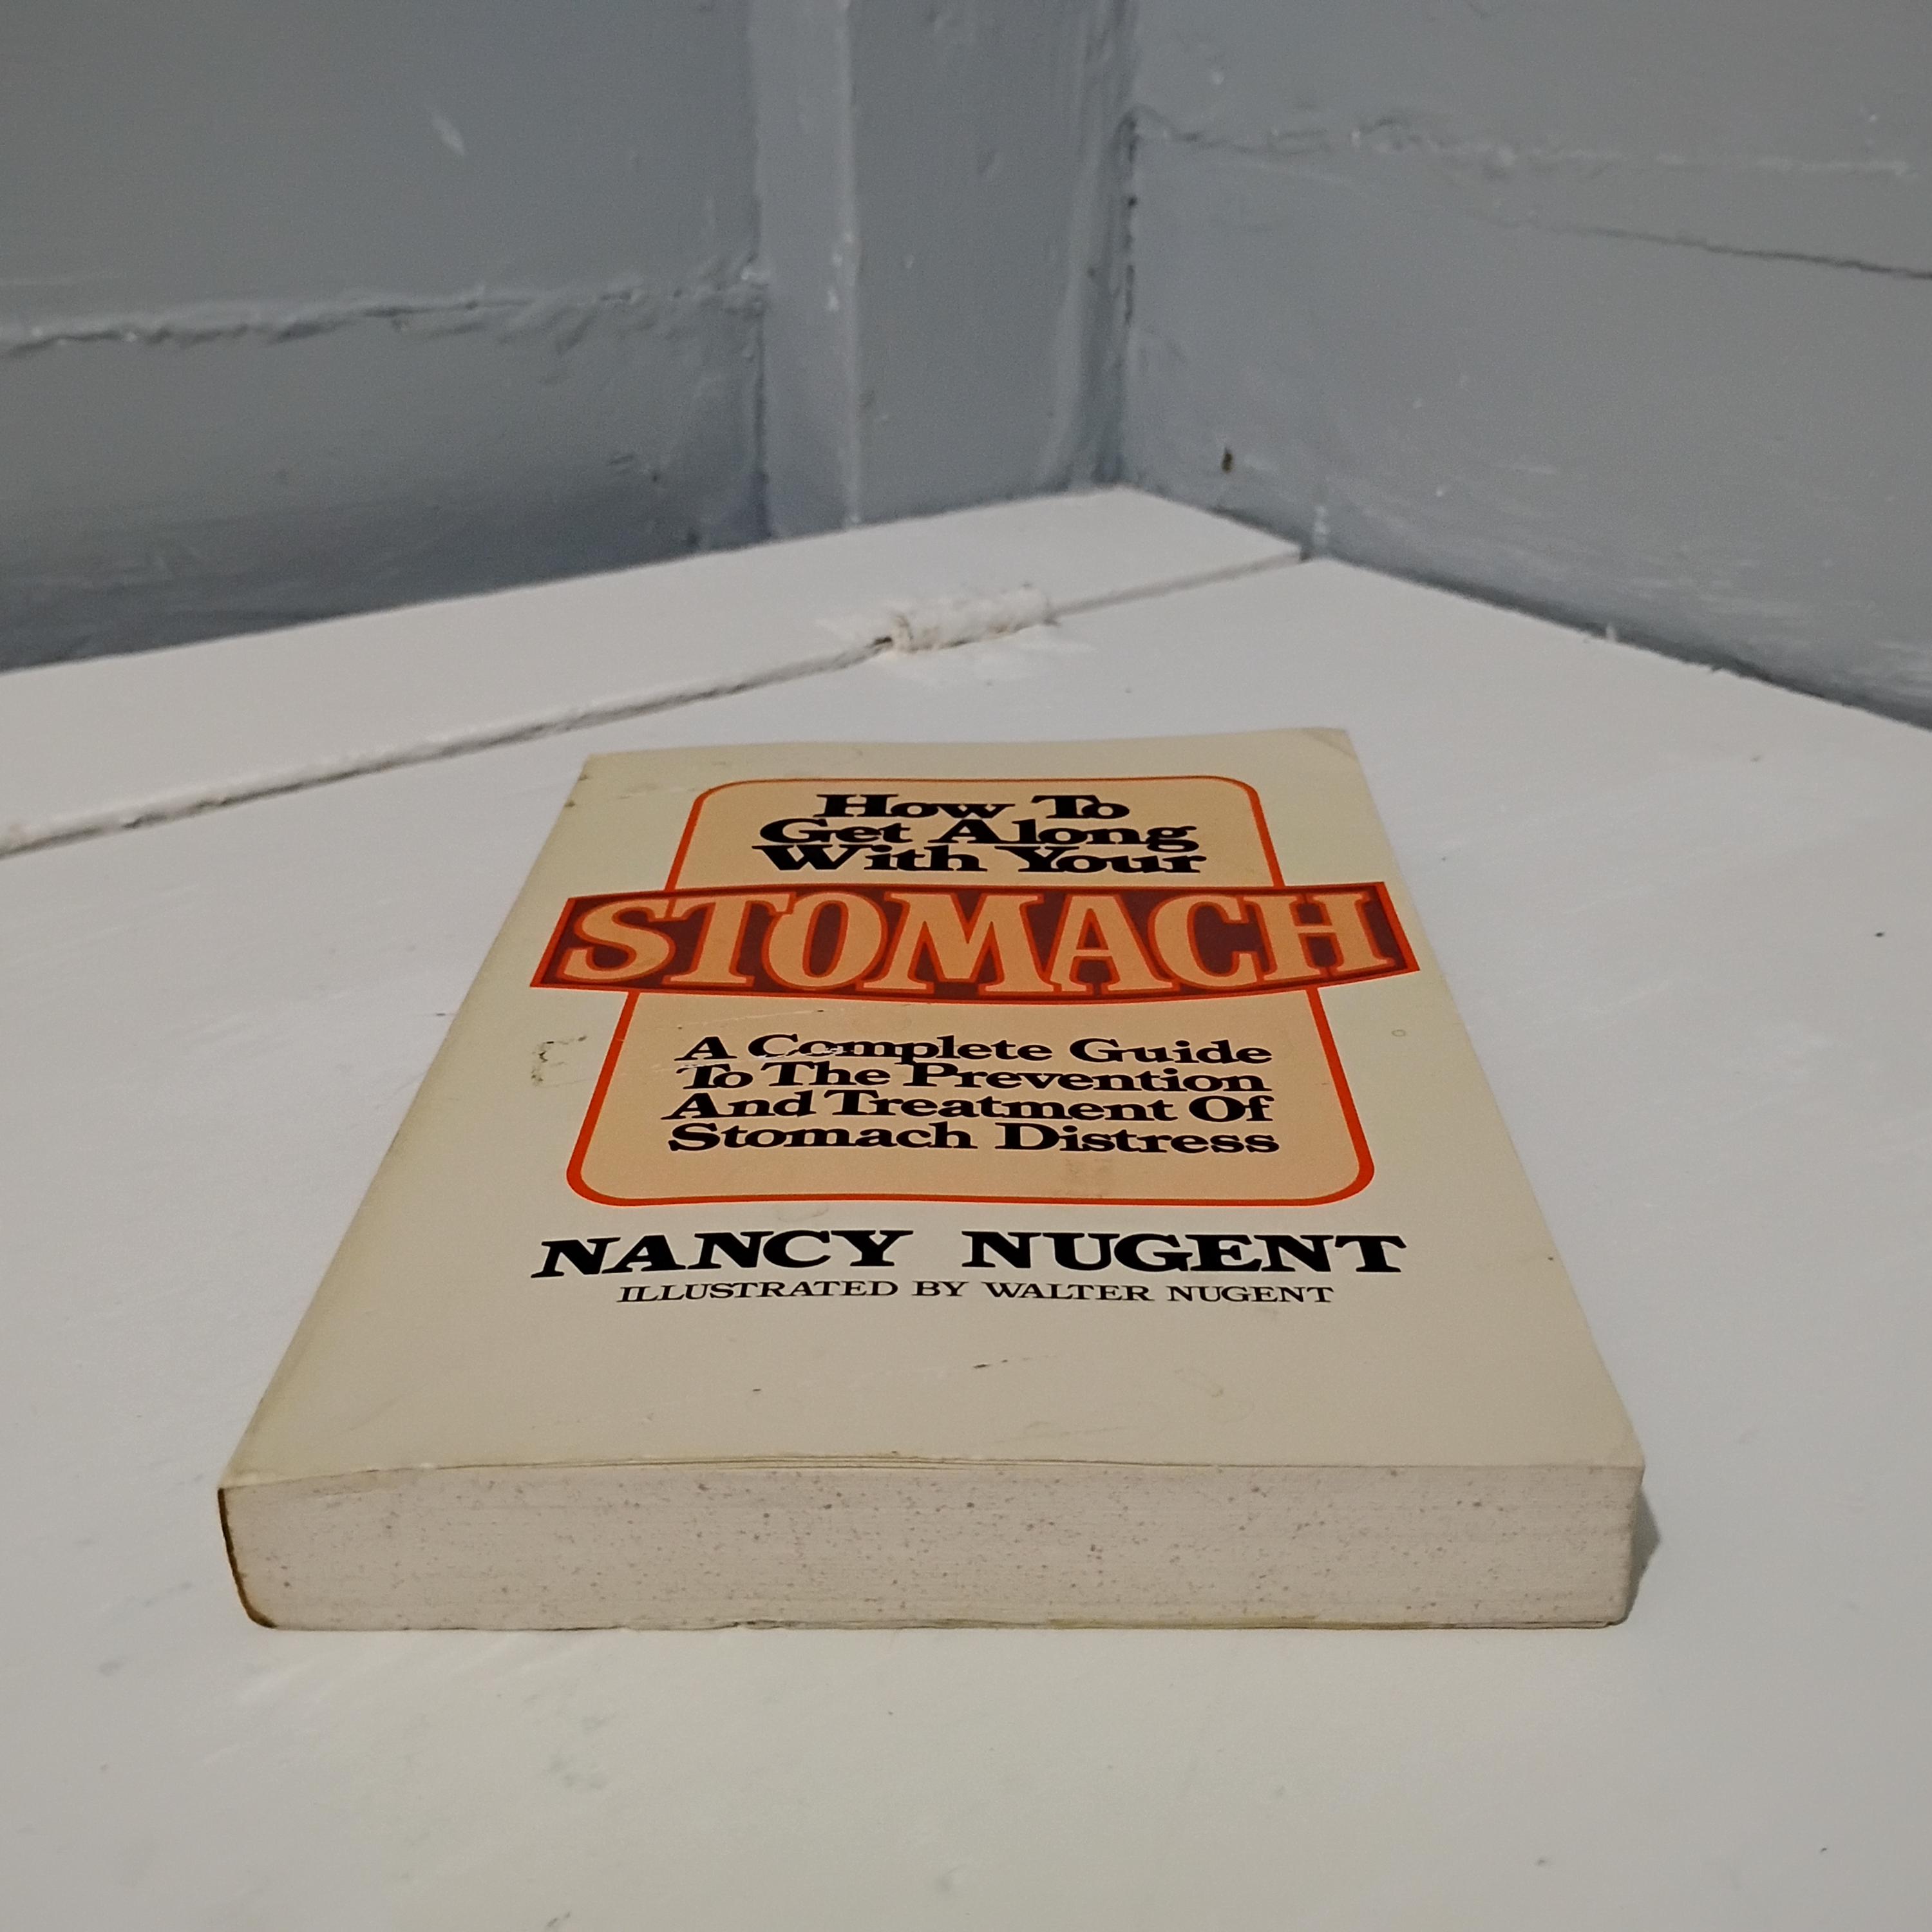 How To
Get Along
With Your
STOMACH
A Complete Guide
To The Prevention
And Treatment Of
Stomach Distress
NANCY NUGENT
ILLUSTRATED BY WALTER NUGENT